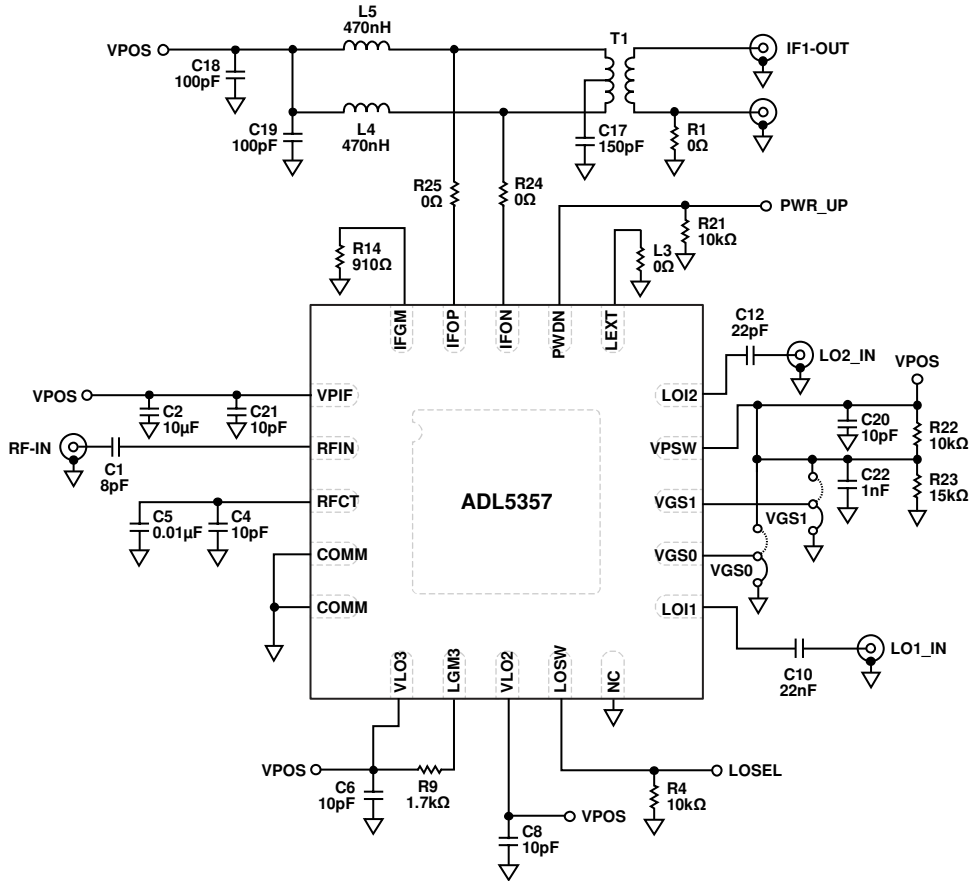 L5
470nH
VPOS
C18
100pF
C19
100pF
L4
470nH
T1
IF1-OUT
C17
150pF
R1
0Ω
R25
0Ω
R24
0Ω
PWR_UP
R21
10kΩ
R14
910Ω
L3
0Ω
IFGM
IFOP
IFON
PWDN
LEXT
C12
22pF
LO2_IN
VPOS
VPOS
C2
10µF
C21
10pF
VPIF
LOI2
C20
10pF
R22
10kΩ
RF-IN
C1
8pF
RFIN
VPSW
C22
1nF
R23
15kΩ
ADL5357
C5
0.01µF
C4
10pF
RFCT
VGS1
VGS1
COMM
VGS0
VGS0
COMM
LOI1
LO1_IN
C10
22nF
VLO3
LGM3
VLO2
LOSW
NC
VPOS
C6
10pF
R9
1.7kΩ
LOSEL
R4
10kΩ
VPOS
C8
10pF